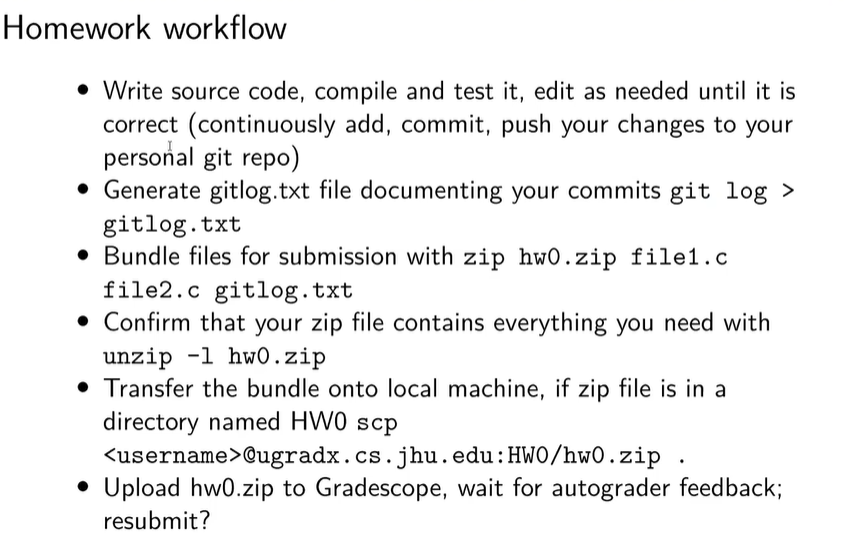 Homework workflow
• Write source code, compile and test it, edit as needed until it is
correct (continuously add, commit, push your changes to your
personal git repo)
• Generate gitlog.txt file documenting your commits git log >
gitlog.txt
• Bundle files for submission with zip hw0.zip file1.c
file2.c gitlog.txt
• Confirm that your zip file contains everything you need with
unzip -l hw0.zip
• Transfer the bundle onto local machine, if zip file is in a
directory named HW0 scp
<username>@ugradx.cs.jhu.edu:HW0/hw0.zip .
• Upload hw0.zip to Gradescope, wait for autograder feedback;
resubmit?